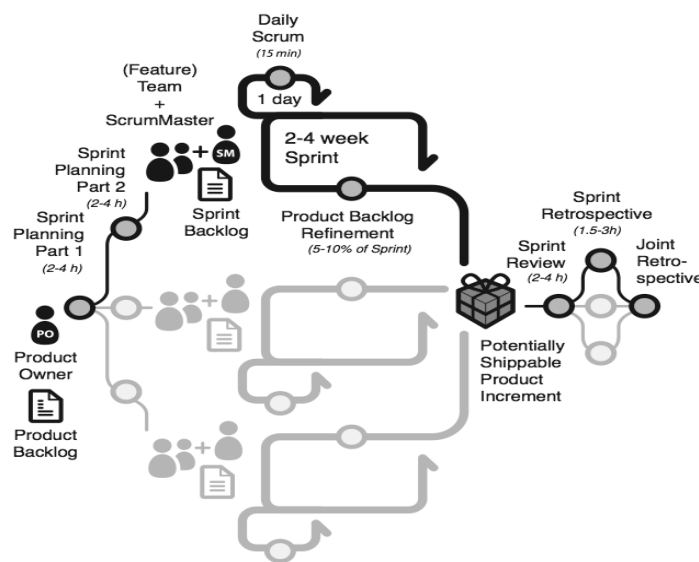 Daily
Scrum
(15 min)
1 day
(Feature)
Team
+
ScrumMaster
+
SM
2-4 week
Sprint
Sprint
Planning
Part 2
(2-4 h)
Sprint
Backlog
Product Backlog
Refinement
(5-10% of Sprint)
Sprint
Planning
Part 1
(2-4 h)
PO
Product
Owner
Product
Backlog
+
+
Potentially
Shippable
Product
Increment
Sprint
Review
(2-4 h)
Sprint
Retrospective
(1.5-3h)
Joint
Retro-
spective